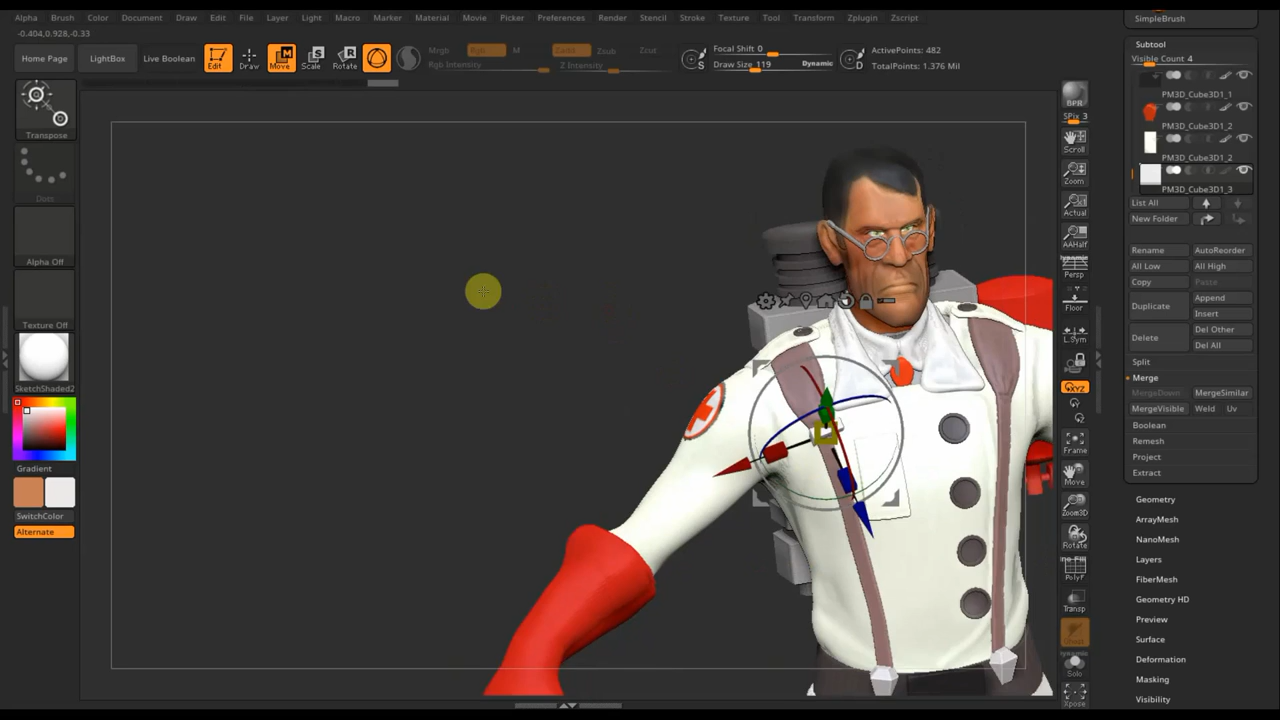 Alpha Brush Color Document Draw Edit File Layer Light Macro Marker Material Movie Picker Preferences Render Stencil Stroke Texture Tool Transform Zplugin Zscript
SimpleBrush
-0.404,0.928,-0.33
Home Page LightBox Live Boolean Edit Draw Move Scale Rotate
Mrgb Rgb M Zadd Zsub Zcut
Rgb Intensity Z Intensity
S Focal Shift 0
Draw Size 119 Dynamic
D ActivePoints: 482
TotalPoints: 1.376 Mil
Transpose
Dots
Alpha Off
Texture Off
SketchShaded2
Gradient
SwitchColor
Alternate
BPR
SPix 3
Scroll
Zoom
Actual
AAHalf
Persp
Floor
L.Sym
XYZ
Frame
Move
Zoom3D
Rotate
PolyF
Transp
Dynamic
Solo
Xpose
Subtool
Visible Count 4
PM3D_Cube3D1_1
PM3D_Cube3D1_2
PM3D_Cube3D1_2
PM3D_Cube3D1_3
List All
New Folder
Rename AutoReorder
All Low All High
Copy Paste
Duplicate Append
Insert
Delete Del Other
Del All
Split
Merge
MergeDown MergeSimilar
MergeVisible Weld Uv
Boolean
Remesh
Project
Extract
Geometry
ArrayMesh
NanoMesh
Layers
FiberMesh
Geometry HD
Preview
Surface
Deformation
Masking
Visibility